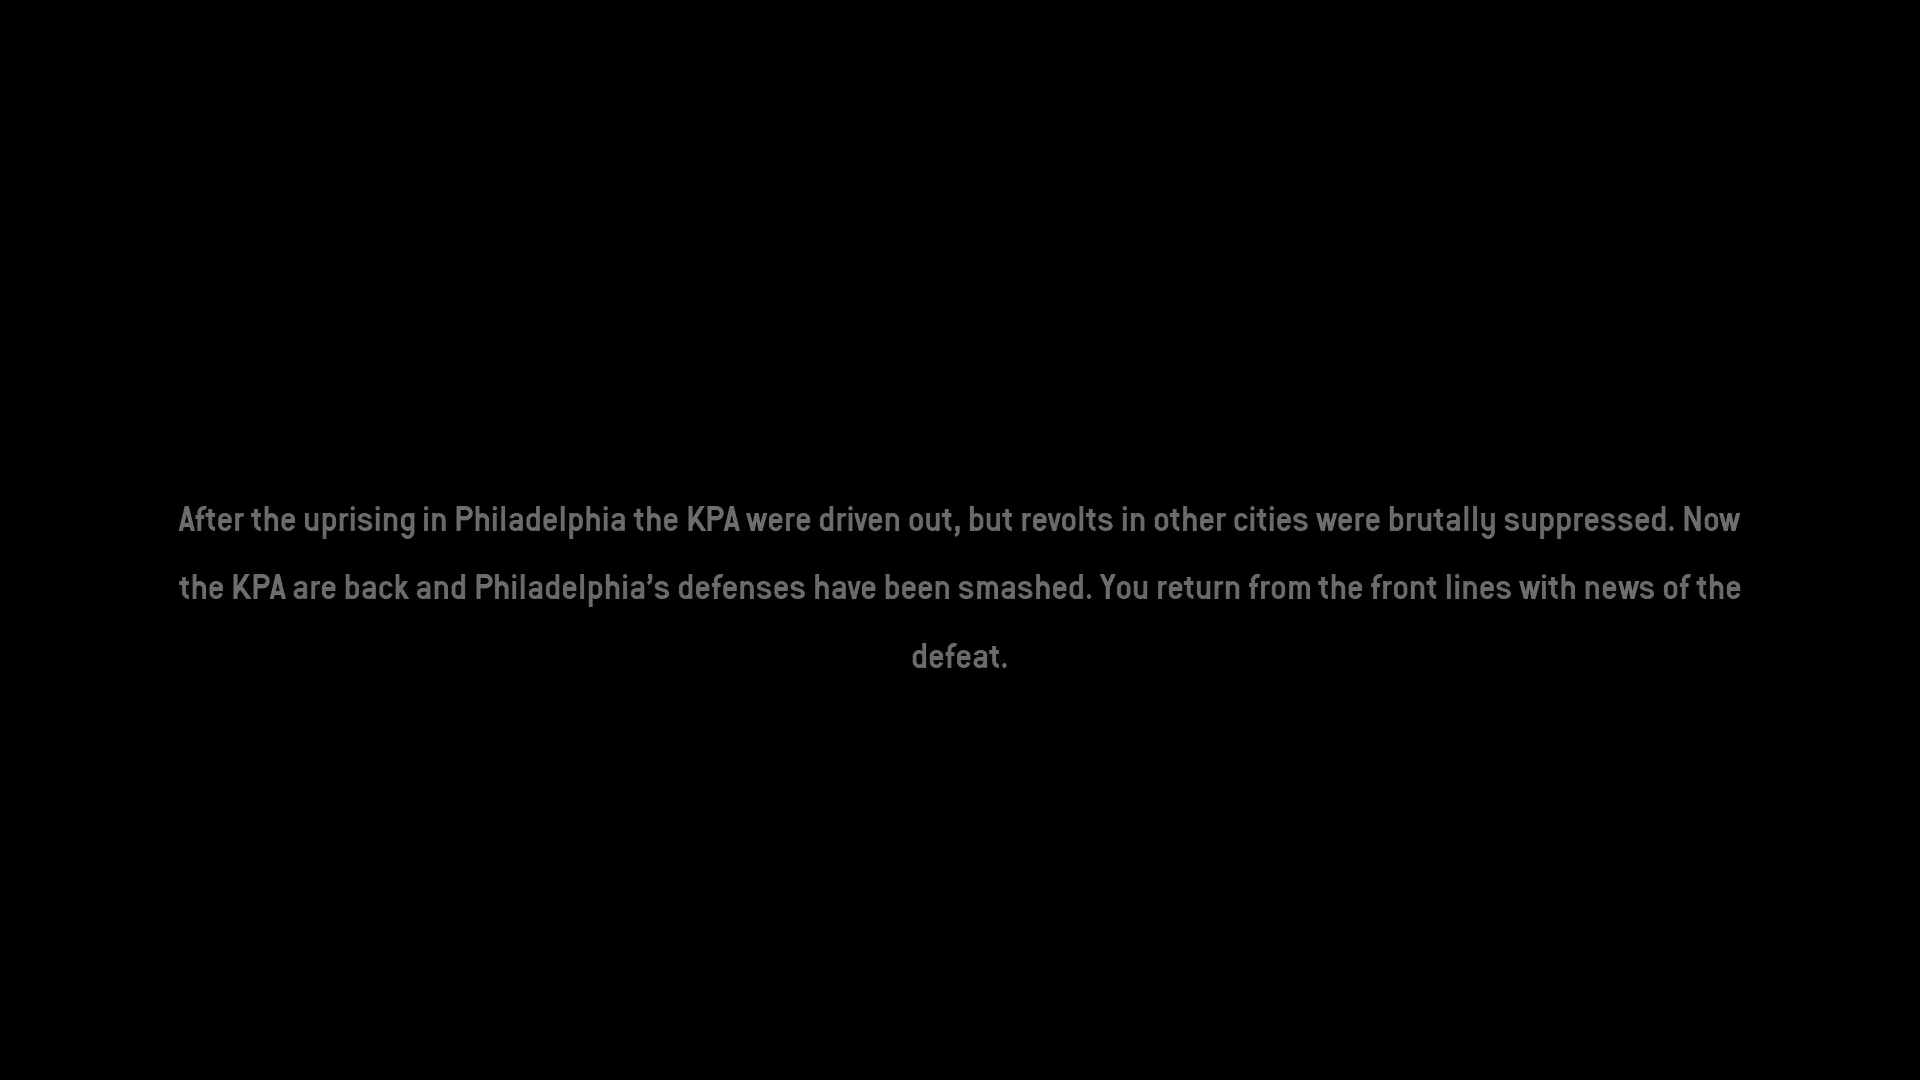 After the uprising in Philadelphia the KPA were driven out, but revolts in other cities were brutally suppressed. Now
the KPA are back and Philadelphia’s defenses have been smashed. You return from the front lines with news of the
defeat.